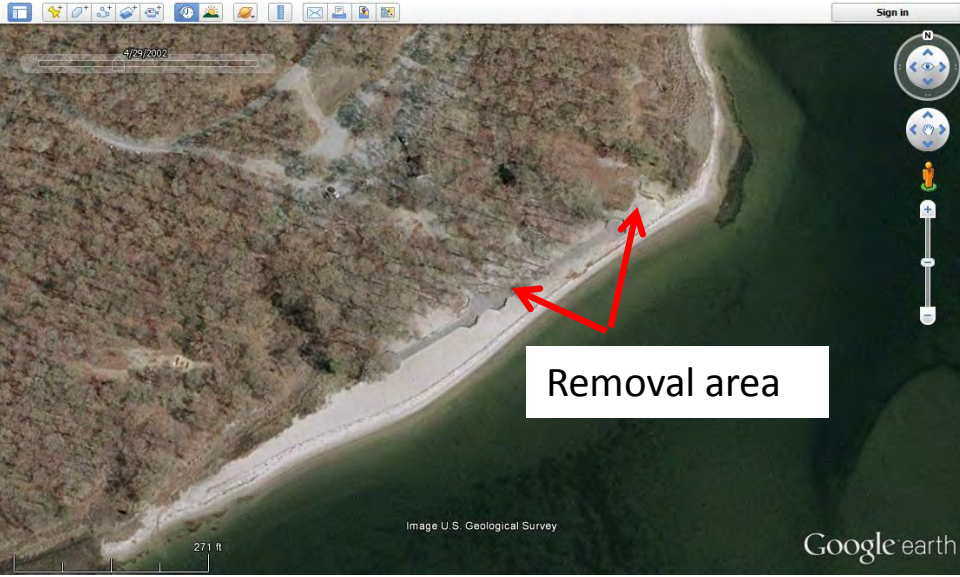 Sign in
N
4/29/2002
Removal area
Image U.S. Geological Survey
271 ft
Google earth